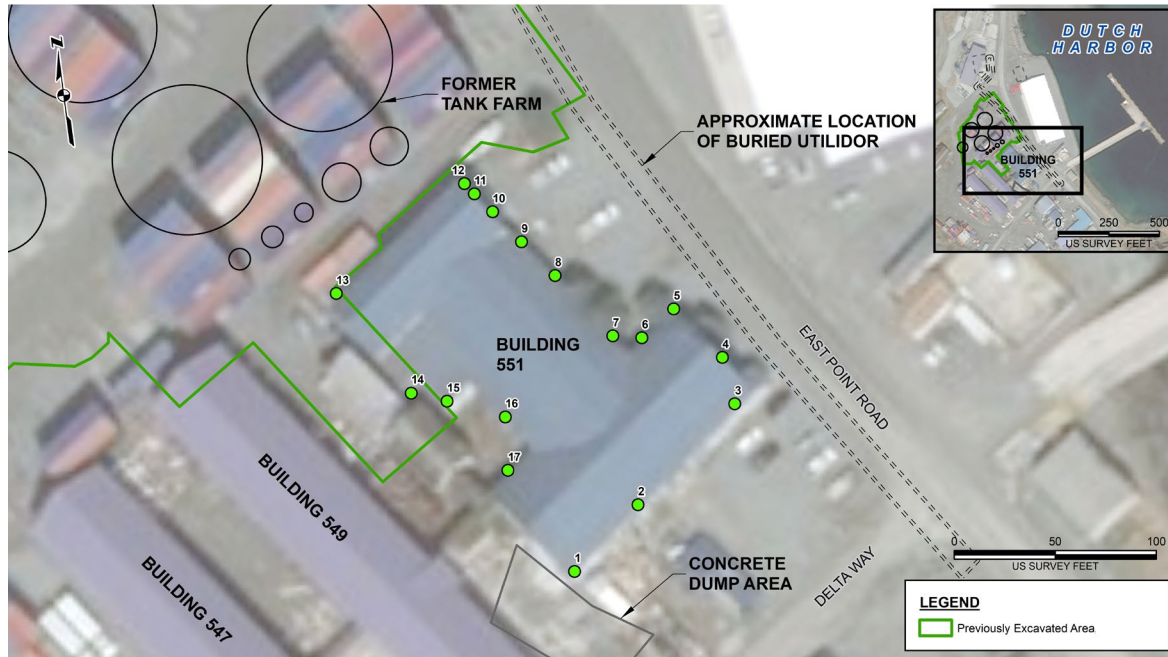 N
FORMER
TANK FARM
APPROXIMATE LOCATION
OF BURIED UTILIDOR
DUTCH
HARBOR
BUILDING
551
0 250 500
US SURVEY FEET
12
11
10
9
8
13
5
7
6
4
BUILDING
551
EAST POINT ROAD
14
15
3
16
17
BUILDING 549
2
1
CONCRETE
DUMP AREA
DELTA WAY
BUILDING 547
0 50 100
US SURVEY FEET
LEGEND
Previously Excavated Area